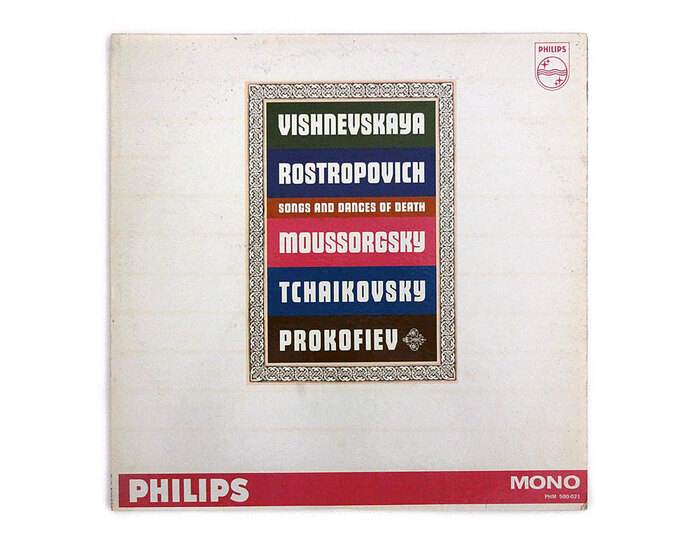 PHILIPS
VISHNEVSKAYA
ROSTROPOVICH
SONGS AND DANCES OF DEATH
MOUSSORGSKY
TCHAIKOVSKY
PROKOFIEV
PHILIPS
MONO
PHM 500-021